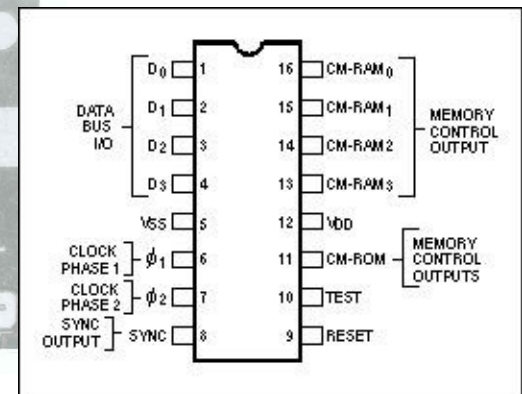 D0 1 16 CM-RAM0
DATA BUS I/O
D1 2 15 CM-RAM1
MEMORY CONTROL OUTPUT
D2 3 14 CM-RAM2
D3 4 13 CM-RAM3
VSS 5 12 VDD
CLOCK PHASE 1 ϕ1 6 11 CM-ROM
MEMORY CONTROL OUTPUTS
CLOCK PHASE 2 ϕ2 7 10 TEST
SYNC OUTPUT SYNC 8 9 RESET